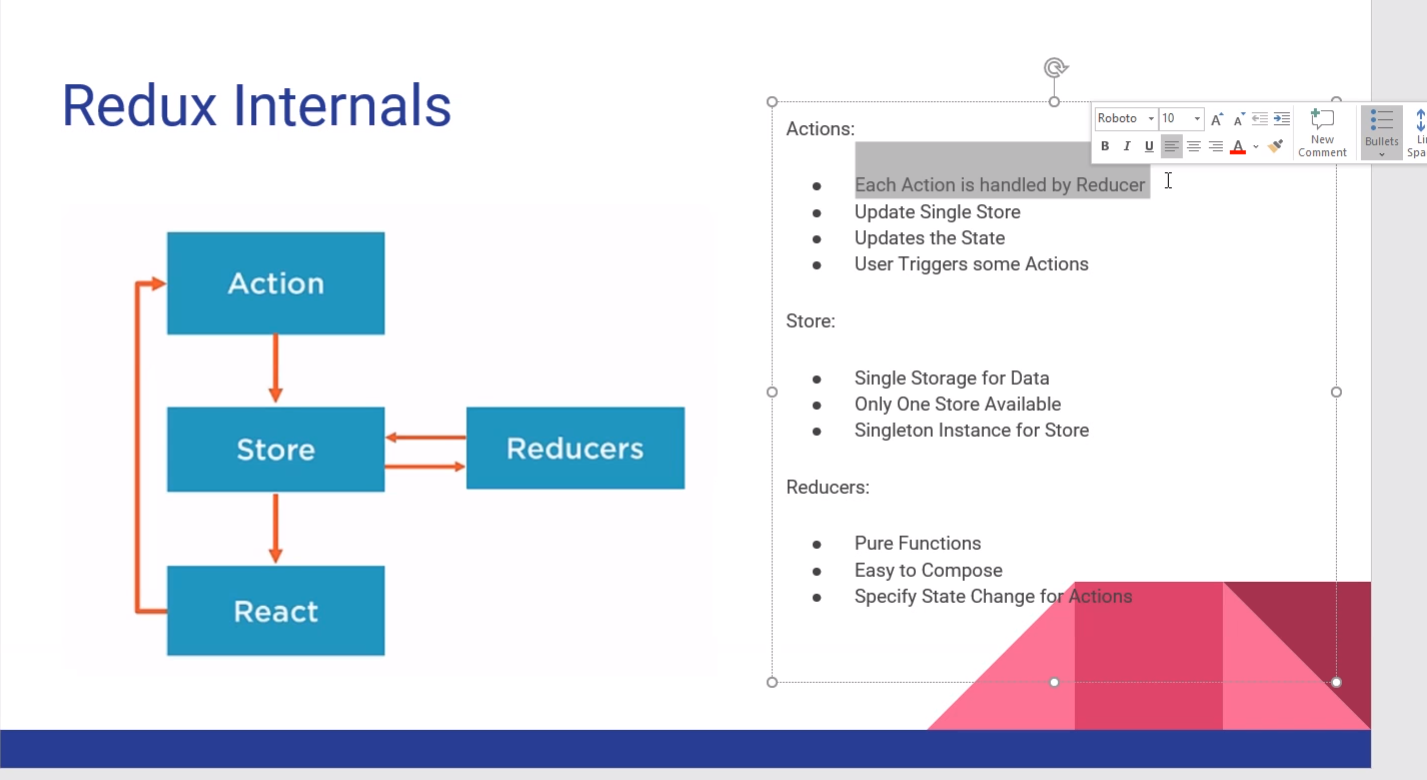 Redux Internals
Action
Store
Reducers
React
Actions:
● Each Action is handled by Reducer
● Update Single Store
● Updates the State
● User Triggers some Actions
Store:
● Single Storage for Data
● Only One Store Available
● Singleton Instance for Store
Reducers:
● Pure Functions
● Easy to Compose
● Specify State Change for Actions
Roboto 10 A A
B I U A
New
Comment
Bullets